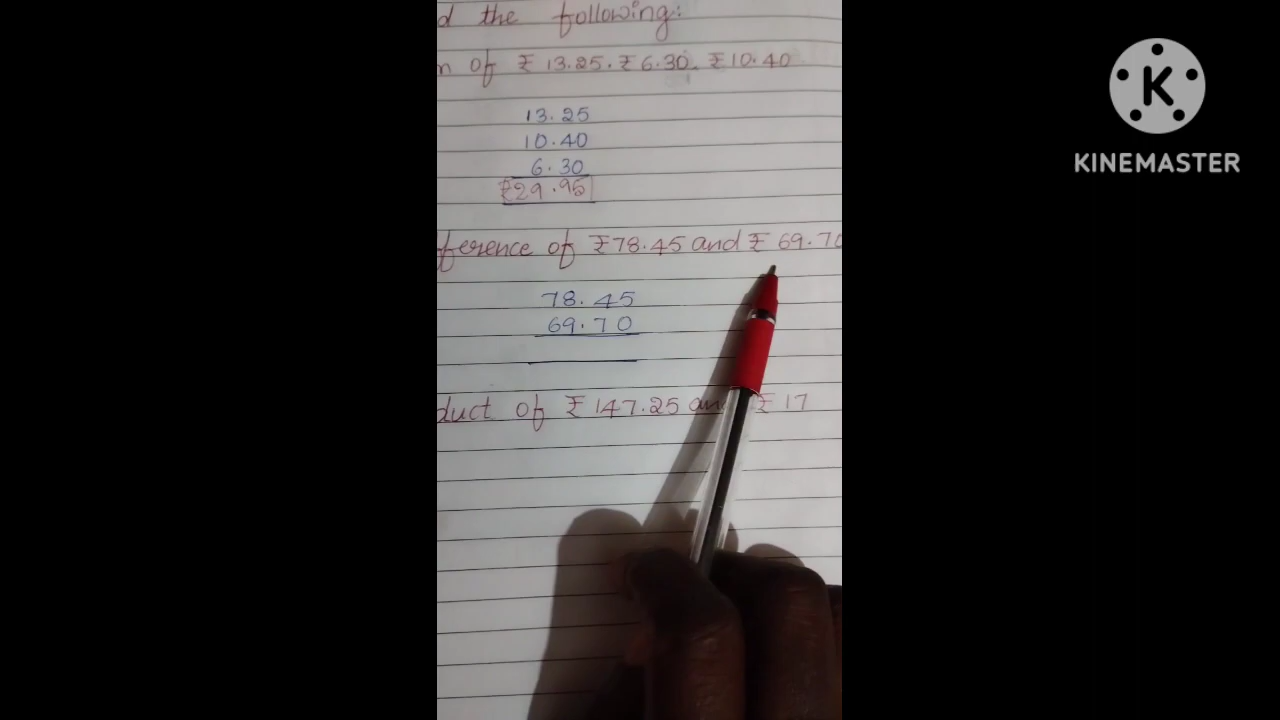 d the following:
n of ₹ 13.25, ₹6.30, ₹10.40
13.25
10.40
6.30
₹29.95
fference of ₹78.45 and ₹ 69.70
78.45
69.70
duct of ₹147.25 an ₹17
KINEMASTER